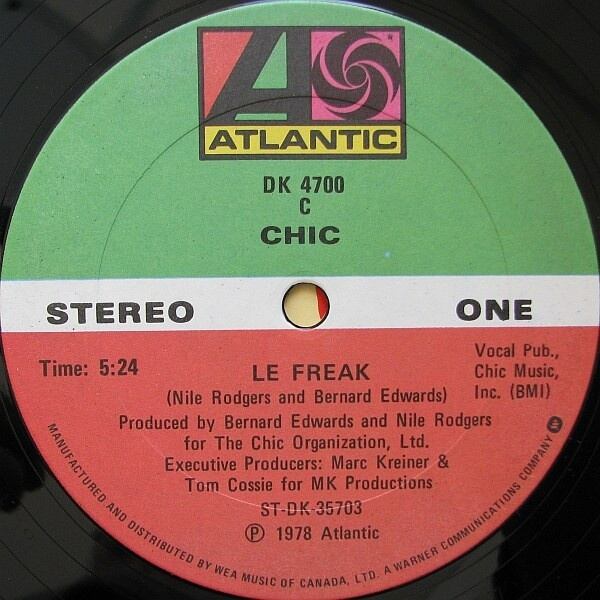 ATLANTIC
DK 4700
C
CHIC
STEREO
ONE
Time: 5:24
LE FREAK
(Nile Rodgers and Bernard Edwards)
Vocal Pub.,
Chic Music,
Inc. (BMI)
Produced by Bernard Edwards and Nile Rodgers
for The Chic Organization, Ltd.
Executive Producers: Marc Kreiner &
Tom Cossie for MK Productions
ST-DK-35703
Ⓟ 1978 Atlantic
MANUFACTURED AND DISTRIBUTED BY WEA MUSIC OF CANADA, LTD. A WARNER COMMUNICATIONS COMPANY